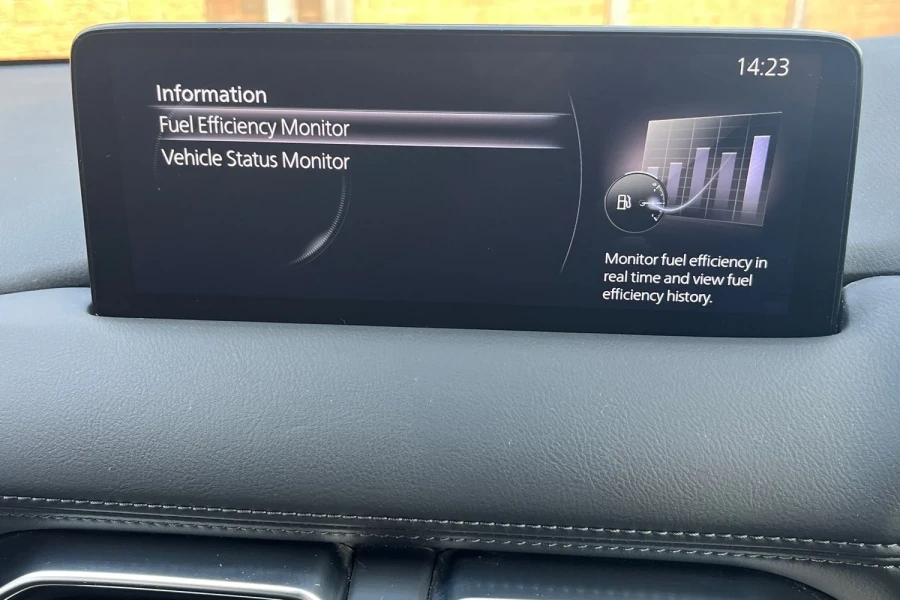 14:23
Information
Fuel Efficiency Monitor
Vehicle Status Monitor
Monitor fuel efficiency in
real time and view fuel
efficiency history.